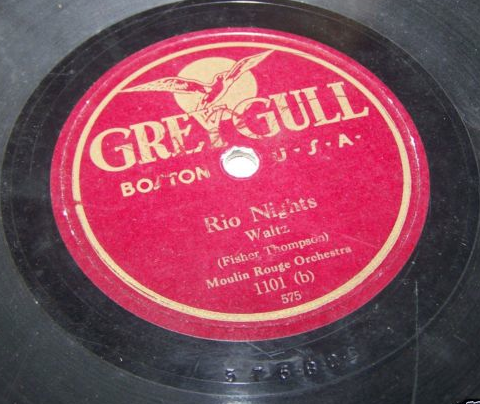 GREY GULL
BOSTON U-S-A-
Rio Nights
Waltz
(Fisher Thompson)
Moulin Rouge Orchestra
1101 (b)
575